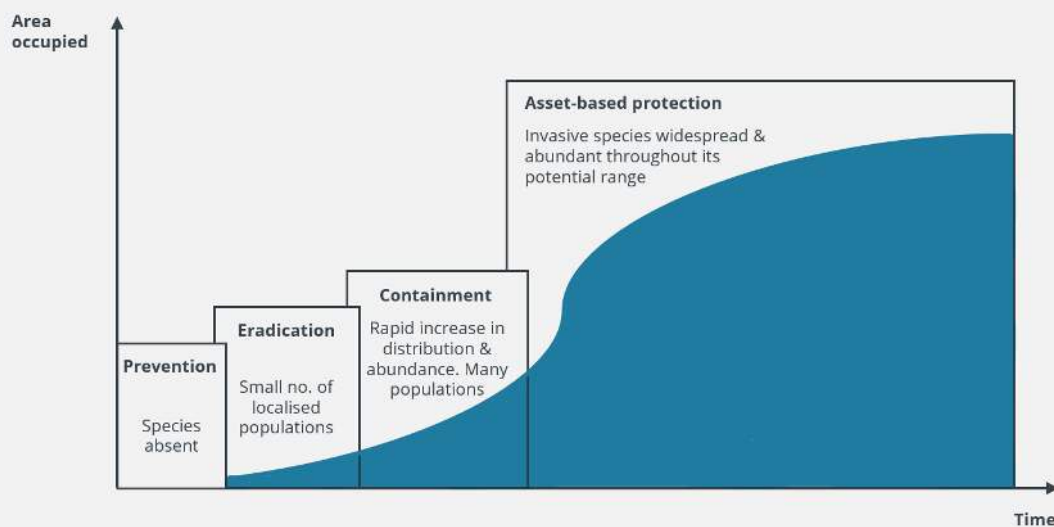 Area
occupied
Asset-based protection
Invasive species widespread &
abundant throughout its
potential range
Containment
Rapid increase in
distribution &
abundance. Many
populations
Eradication
Small no. of
localised
populations
Prevention
Species
absent
Time